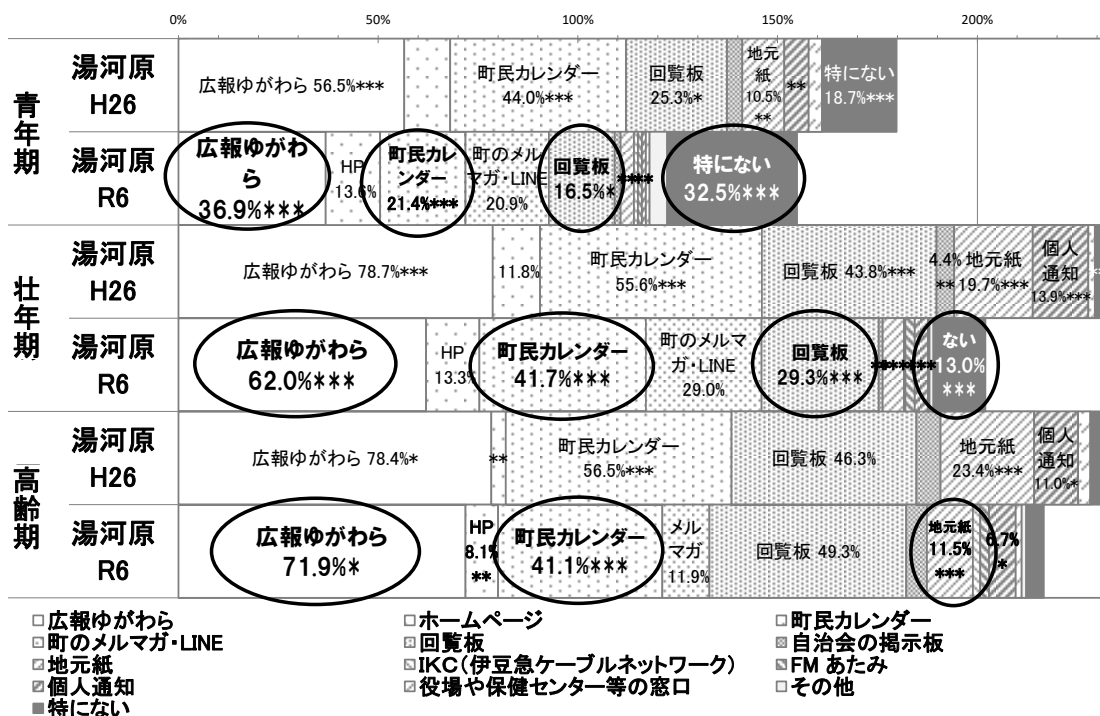 0% 50% 100% 150% 200%
青年期
湯河原
H26
広報ゆがわら 56.5%***
町民カレンダー
44.0%***
回覧板
25.3%*
地元
紙
10.5%
**
**
特にない
18.7%***
湯河原
R6
広報ゆがわ
ら
36.9%***
HP
13.6%
町民カレ
ンダー
21.4%***
町のメル
マガ・LINE
20.9%
回覧板
16.5%*
特にない
32.5%***
壮年期
湯河原
H26
広報ゆがわら 78.7%***
11.8%
町民カレンダー
55.6%***
回覧板 43.8%***
4.4%
**
地元紙
19.7%***
個人
通知
13.9%***
湯河原
R6
広報ゆがわら
62.0%***
HP
13.3%
町民カレンダー
41.7%***
町のメルマ
ガ・LINE
29.0%
回覧板
29.3%***
ない
13.0%
***
高齢期
湯河原
H26
広報ゆがわら 78.4%*
**
町民カレンダー
56.5%***
回覧板 46.3%
地元紙
23.4%***
個人
通知
11.0%*
湯河原
R6
広報ゆがわら
71.9%*
HP
8.1%
**
町民カレンダー
41.1%***
メル
マガ
11.9%
回覧板 49.3%
地元紙
11.5%
***
6.7%
*
広報ゆがわら ホームページ 町民カレンダー
町のメルマガ・LINE 回覧板 自治会の掲示板
地元紙 IKC(伊豆急ケーブルネットワーク) FM あたみ
個人通知 役場や保健センター等の窓口 その他
特にない